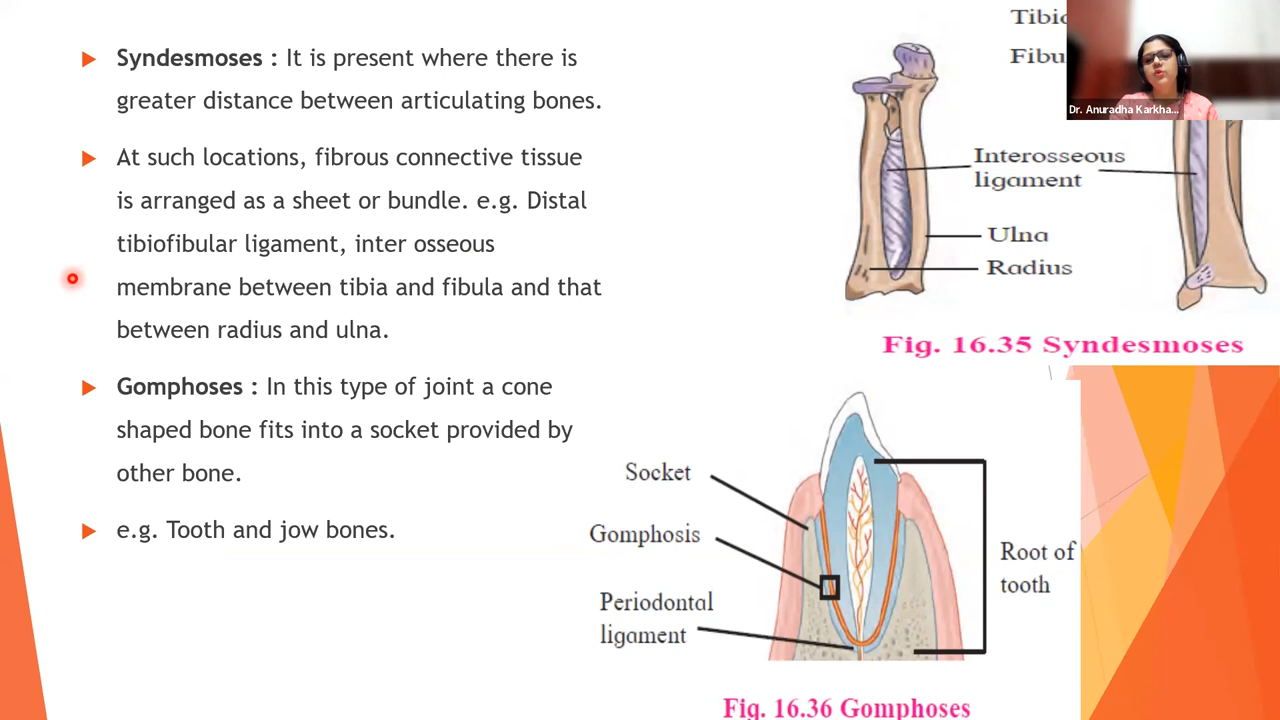 Syndesmoses : It is present where there is
greater distance between articulating bones.
At such locations, fibrous connective tissue
is arranged as a sheet or bundle. e.g. Distal
tibiofibular ligament, inter osseous
membrane between tibia and fibula and that
between radius and ulna.
Gomphoses : In this type of joint a cone
shaped bone fits into a socket provided by
other bone.
e.g. Tooth and jow bones.
Dr. Anuradha Karkha...
Interosseous
ligament
Ulna
Radius
Fig. 16.35 Syndesmoses
Socket
Gomphosis
Periodontal
ligament
Root of
tooth
Fig. 16.36 Gomphoses